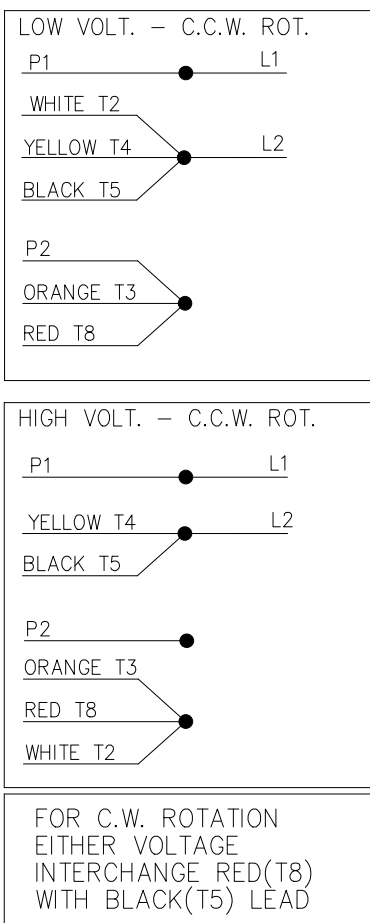 LOW VOLT. – C.C.W. ROT.
P1 L1
WHITE T2
YELLOW T4 L2
BLACK T5
P2
ORANGE T3
RED T8
HIGH VOLT. – C.C.W. ROT.
P1 L1
YELLOW T4 L2
BLACK T5
P2
ORANGE T3
RED T8
WHITE T2
FOR C.W. ROTATION
EITHER VOLTAGE
INTERCHANGE RED(T8)
WITH BLACK(T5) LEAD